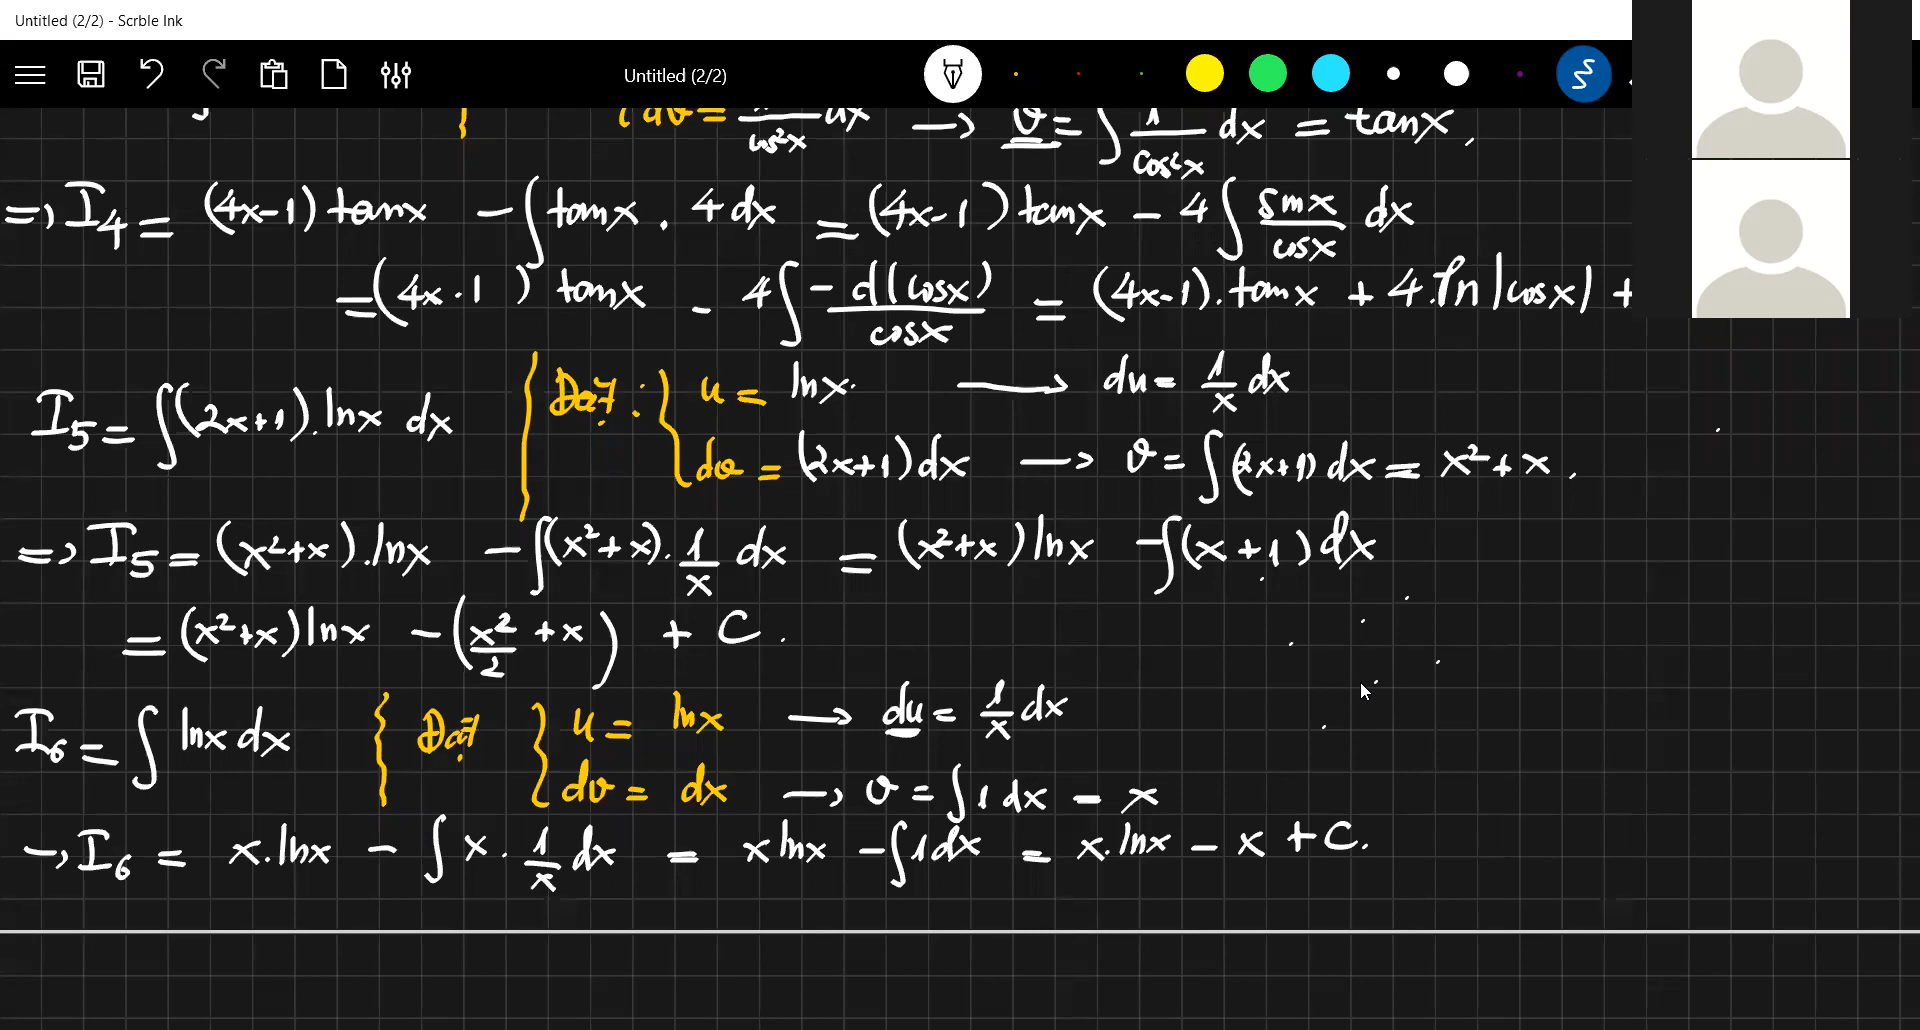 Untitled (2/2) - Scrble Ink
Untitled (2/2)
dv = /cos²x dx → v = ∫ 1/cos²x dx = tanx.
=> I₄ = (4x-1) tanx - ∫ tanx . 4 dx = (4x-1) tanx - 4 ∫ sinx/cosx dx
= (4x-1) tanx - 4 ∫ -d(cosx)/cosx = (4x-1). tanx + 4.ln|cosx| +
I₅ = ∫(2x+1).lnx dx { Đặt : { u = lnx → du = 1/x dx
dv = (2x+1)dx → v = ∫(2x+1) dx = x²+x.
=> I₅ = (x²+x).lnx - ∫(x²+x). 1/x dx = (x²+x)lnx - ∫(x+1)dx
= (x²+x)lnx - (x²/2 + x) + C.
I₆ = ∫ lnx dx { Đặt { u = lnx → du = 1/x dx
dv = dx → v = ∫1 dx = x
→ I₆ = x.lnx - ∫ x. 1/x dx = x lnx - ∫1dx = x.lnx - x + C.